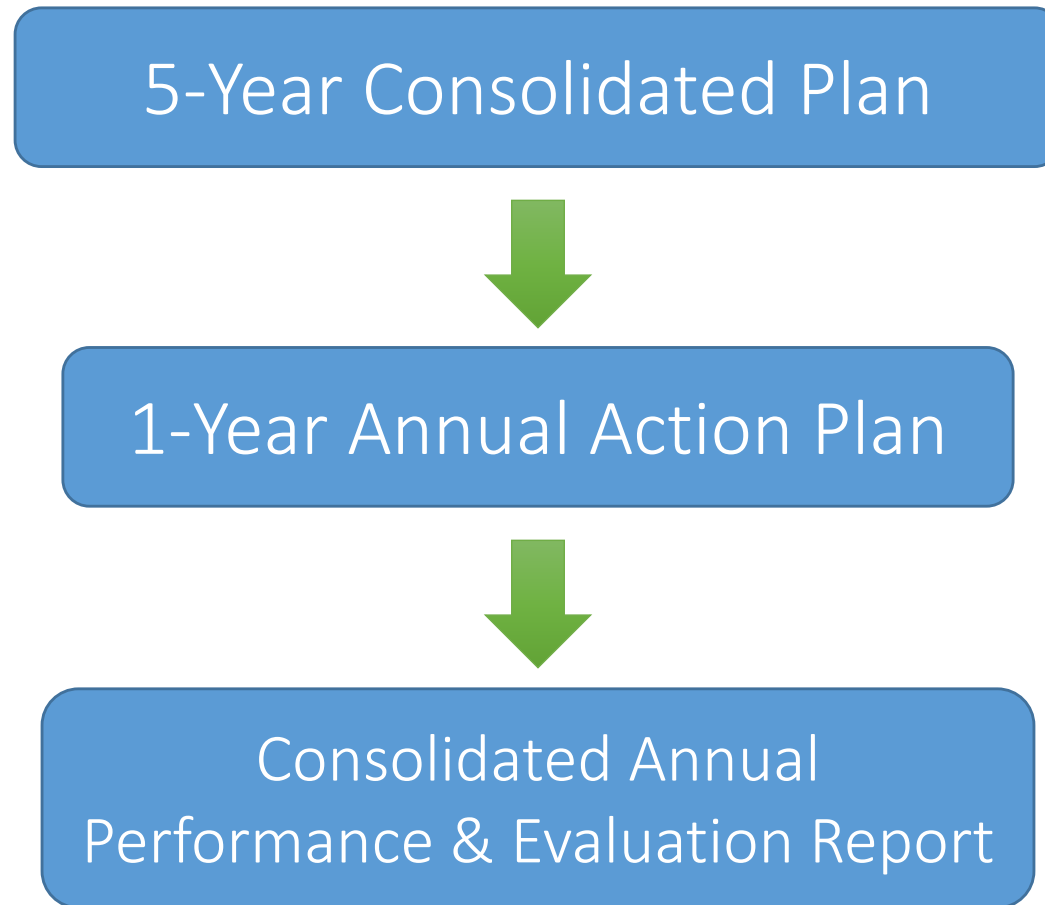 5-Year Consolidated Plan
1-Year Annual Action Plan
Consolidated Annual
Performance & Evaluation Report